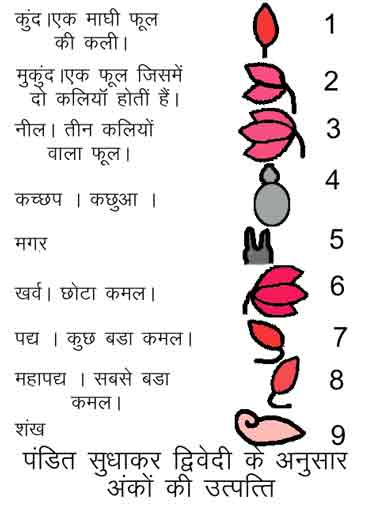 कुंद।एक माघी फूल 1
की कली।
मुकुंद।एक फूल जिसमें 2
दो कलियॉ होतीं हैं।
नील। तीन कलियों 3
वाला फूल।
कच्छप । कछुआ । 4
मगर 5
खर्व। छोटा कमल। 6
पद्य । कुछ बडा कमल। 7
महापद्य । सबसे बडा 8
कमल।
शंख 9
पंडित सुधाकर द्विवेदी के अनुसार
अंकों की उत्पत्ति